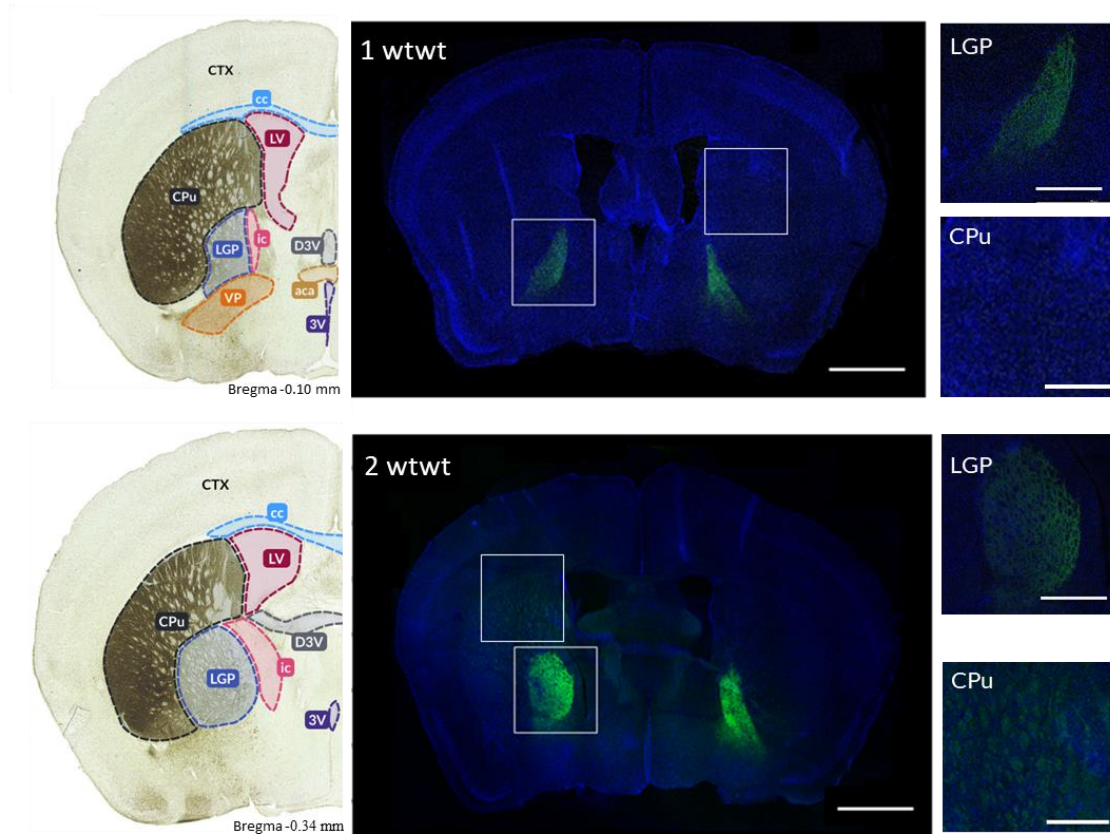 CTX
cc
LV
CPu
LGP
ic
D3V
VP
aca
3V
Bregma -0.10 mm
1 wtwt
LGP
CPu
CTX
cc
LV
CPu
D3V
LGP
ic
3V
Bregma -0.34 mm
2 wtwt
LGP
CPu